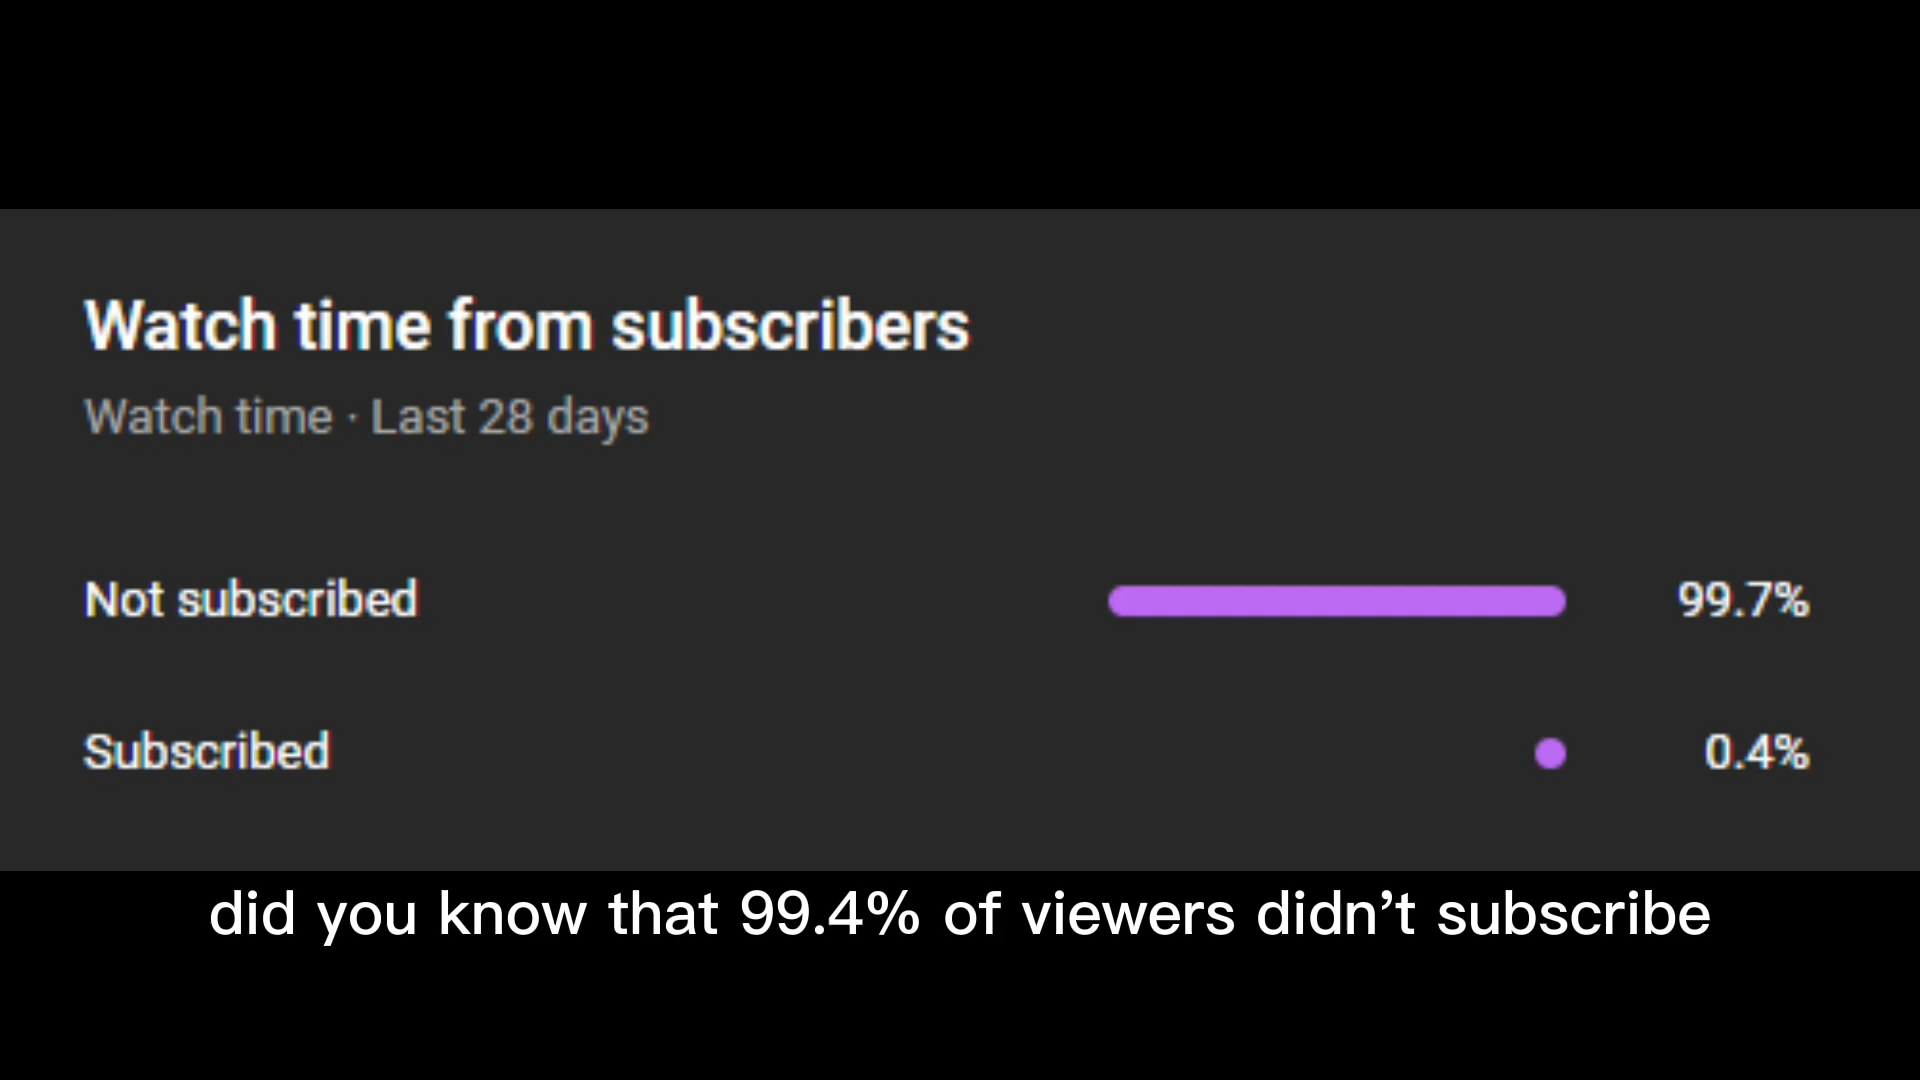 Watch time from subscribers
Watch time · Last 28 days
Not subscribed 99.7%
Subscribed 0.4%
did you know that 99.4% of viewers didn’t subscribe